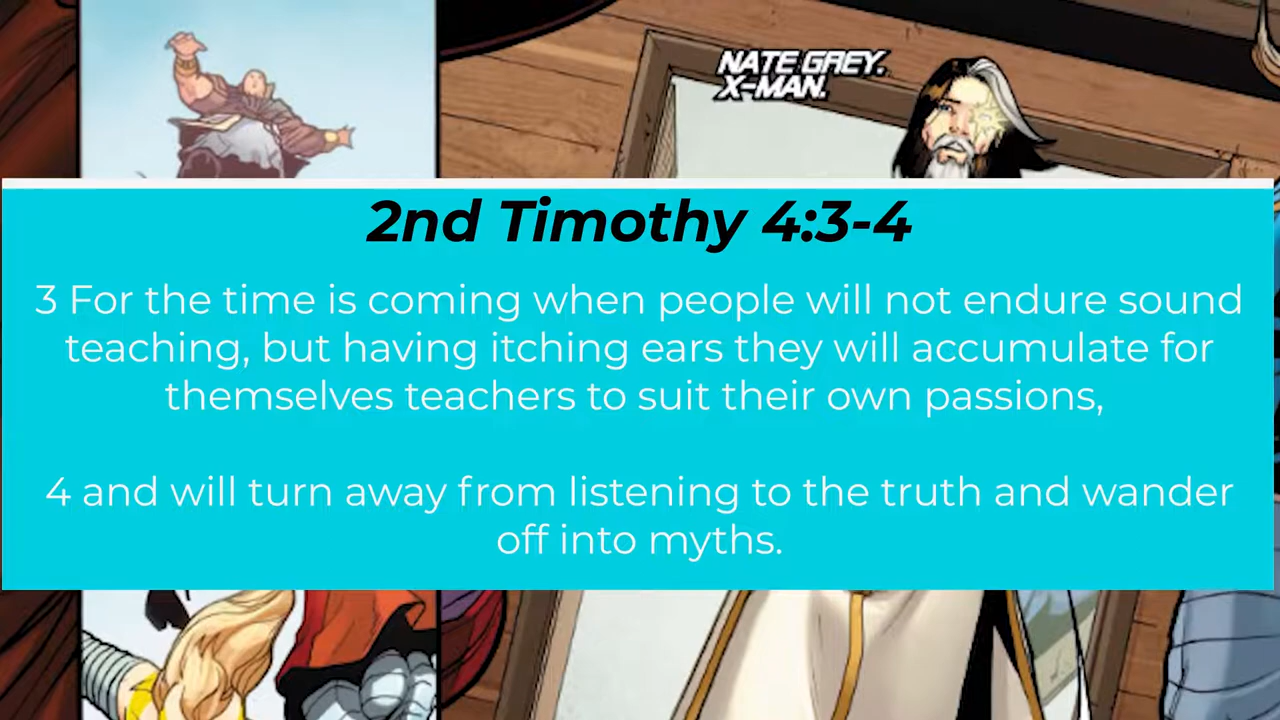 NATE GREY.
X-MAN.
2nd Timothy 4:3-4
3 For the time is coming when people will not endure sound
teaching, but having itching ears they will accumulate for
themselves teachers to suit their own passions,
4 and will turn away from listening to the truth and wander
off into myths.